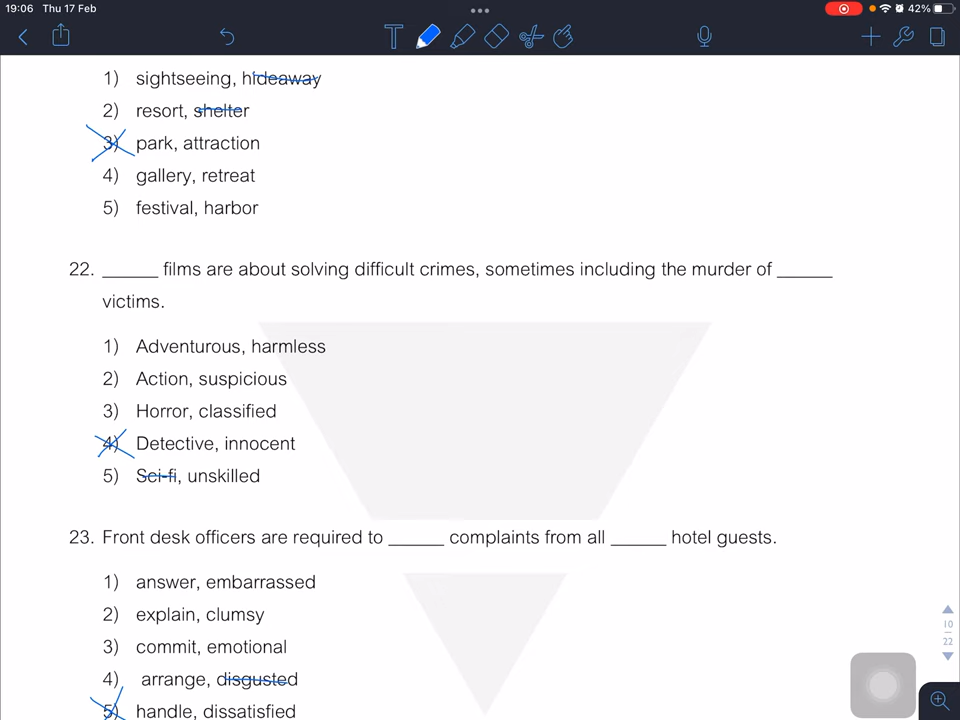 19:06 Thu 17 Feb
42%
T
1) sightseeing, hideaway
2) resort, shelter
3) park, attraction
4) gallery, retreat
5) festival, harbor
22. ______ films are about solving difficult crimes, sometimes including the murder of ______
victims.
1) Adventurous, harmless
2) Action, suspicious
3) Horror, classified
4) Detective, innocent
5) Sci-fi, unskilled
23. Front desk officers are required to ______ complaints from all ______ hotel guests.
1) answer, embarrassed
2) explain, clumsy
3) commit, emotional
4) arrange, disgusted
5) handle, dissatisfied
10
22